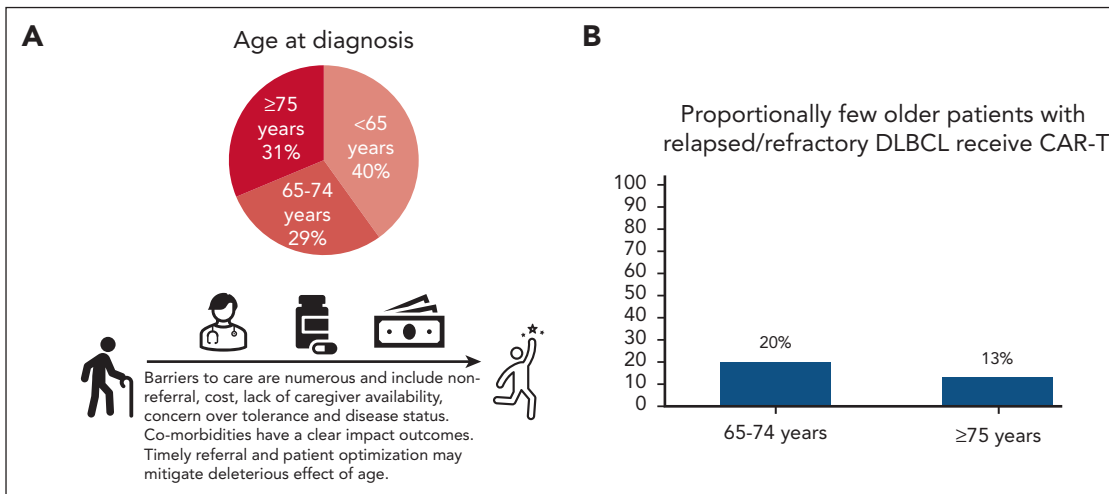 A
Age at diagnosis
≥75
years
31%
<65
years
40%
65-74
years
29%
Barriers to care are numerous and include non-
referral, cost, lack of caregiver availability,
concern over tolerance and disease status.
Co-morbidities have a clear impact outcomes.
Timely referral and patient optimization may
mitigate deleterious effect of age.
B
Proportionally few older patients with
relapsed/refractory DLBCL receive CAR-T
100
90
80
70
60
50
40
30
20
10
0
20%
13%
65-74 years
≥75 years